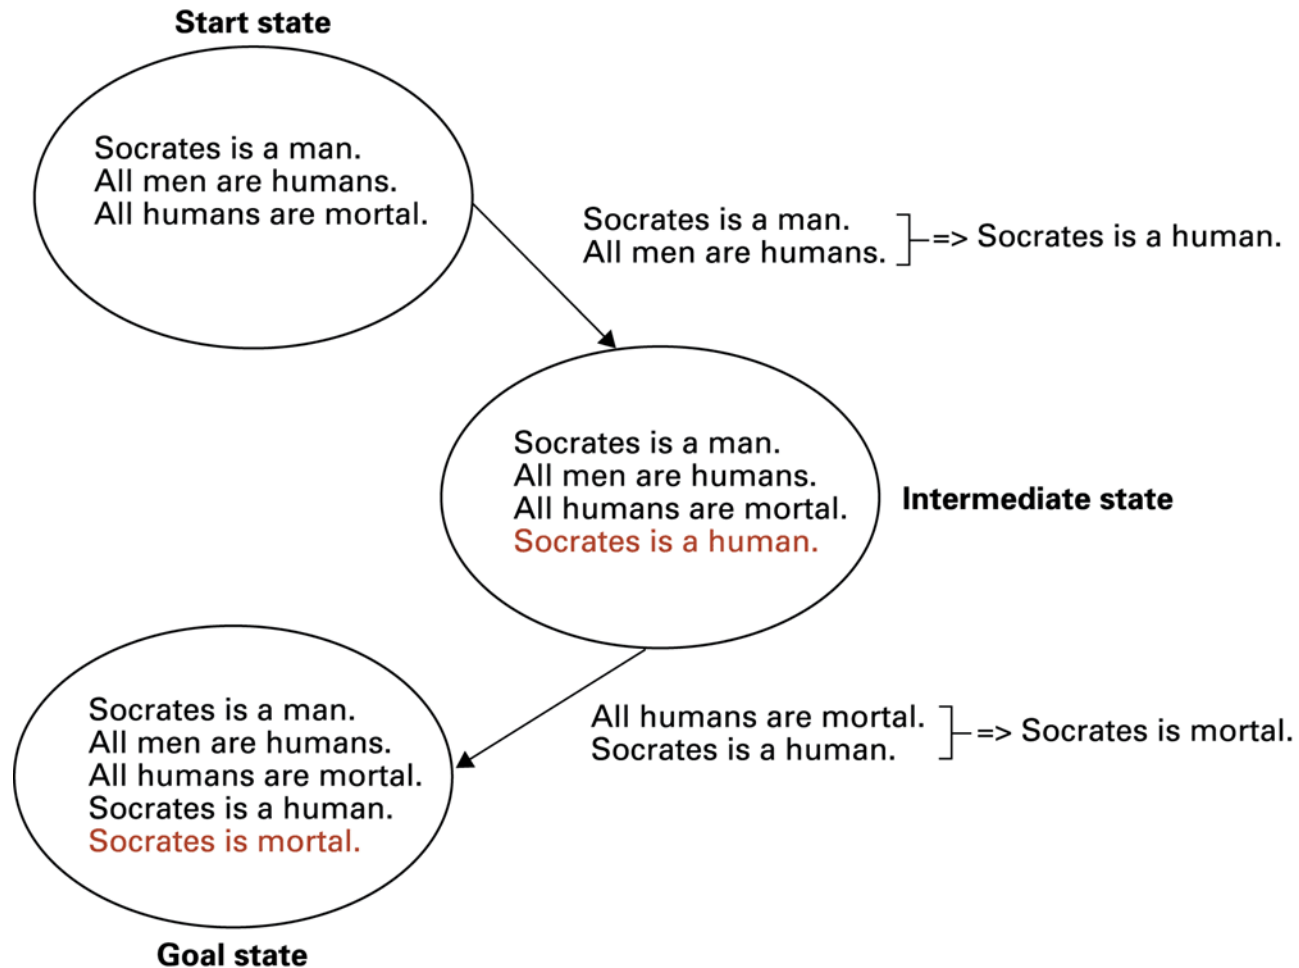 Start state
Socrates is a man.
All men are humans.
All humans are mortal.
Socrates is a man.
All men are humans.
=> Socrates is a human.
Socrates is a man.
All men are humans.
All humans are mortal.
Socrates is a human.
Intermediate state
All humans are mortal.
Socrates is a human.
=> Socrates is mortal.
Socrates is a man.
All men are humans.
All humans are mortal.
Socrates is a human.
Socrates is mortal.
Goal state